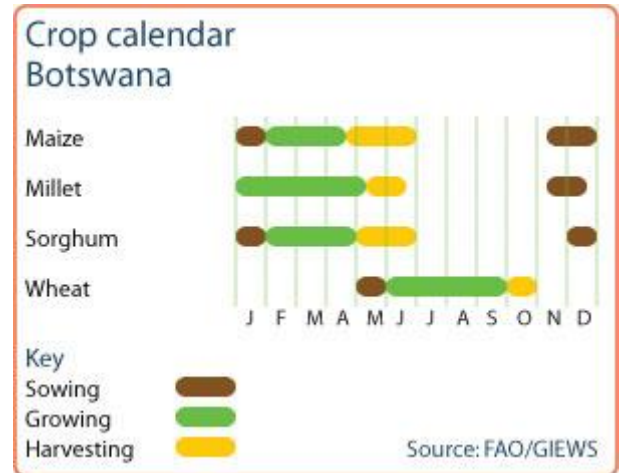 Crop calendar
Botswana
Maize
Millet
Sorghum
Wheat
J F M A M J J A S O N D
Key
Sowing
Growing
Harvesting
Source: FAO/GIEWS